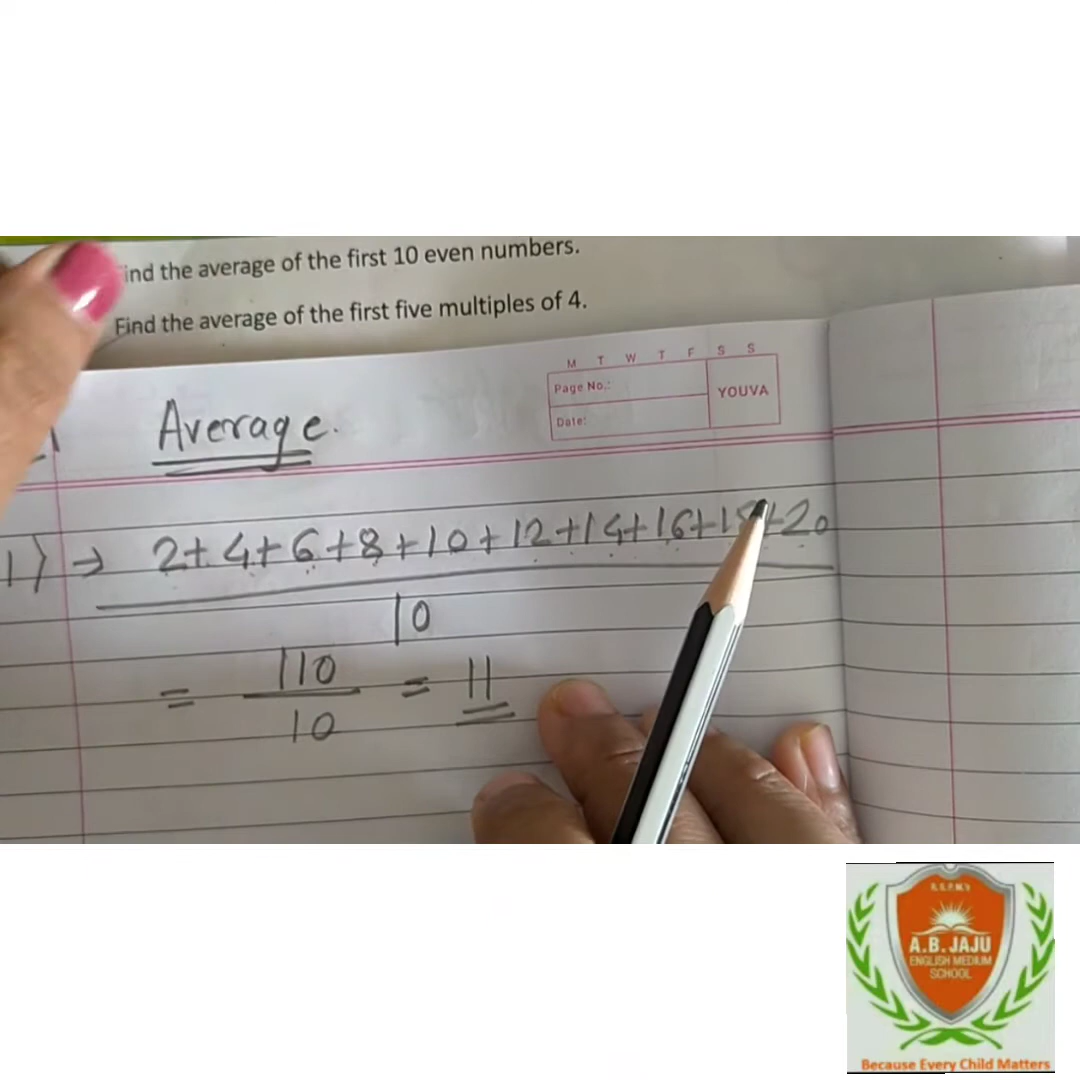 ind the average of the first 10 even numbers.
Find the average of the first five multiples of 4.
M T W T F S S
Page No.:
YOUVA
Date:
Average.
1) → 2+4+6+8+10+12+14+16+18+20
10
= 110 = 11
10
A.B. JAJU
ENGLISH MEDIUM
SCHOOL
Because Every Child Matters